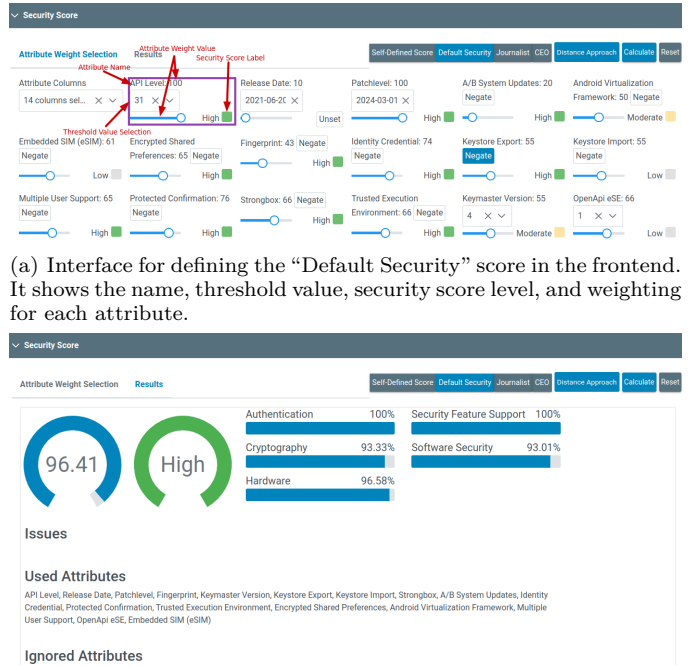 Security Score
Attribute Weight Selection Results Self-Defined Score Default Security Journalist CEO Distance Approach Calculate Reset
Attribute Weight Value
Security Score Label
Attribute Name
Attribute Columns API Level: 100 Release Date: 10 Patchlevel: 100 A/B System Updates: 20 Android Virtualization
14 columns sel... 31 2021-06-20 2024-03-01 Negate Framework: 50 Negate
High Unset High High Moderate
Threshold Value Selection
Embedded SIM (eSIM): 61 Encrypted Shared Fingerprint: 43 Negate Identity Credential: 74 Keystore Export: 55 Keystore Import: 55
Negate Preferences: 65 Negate Negate Negate Negate
Low High High High High Low
Multiple User Support: 65 Protected Confirmation: 76 Strongbox: 66 Negate Trusted Execution Keymaster Version: 55 OpenApi eSE: 66
Negate Negate Environment: 66 Negate 4 1
High High High High Moderate Low
(a) Interface for defining the “Default Security” score in the frontend.
It shows the name, threshold value, security score level, and weighting
for each attribute.
Security Score
Attribute Weight Selection Results Self-Defined Score Default Security Journalist CEO Distance Approach Calculate Reset
96.41 High
Authentication 100% Security Feature Support 100%
Cryptography 93.33% Software Security 93.01%
Hardware 96.58%
Issues
Used Attributes
API Level, Release Date, Patchlevel, Fingerprint, Keymaster Version, Keystore Export, Keystore Import, Strongbox, A/B System Updates, Identity
Credential, Protected Confirmation, Trusted Execution Environment, Encrypted Shared Preferences, Android Virtualization Framework, Multiple
User Support, OpenApi eSE, Embedded SIM (eSIM)
Ignored Attributes